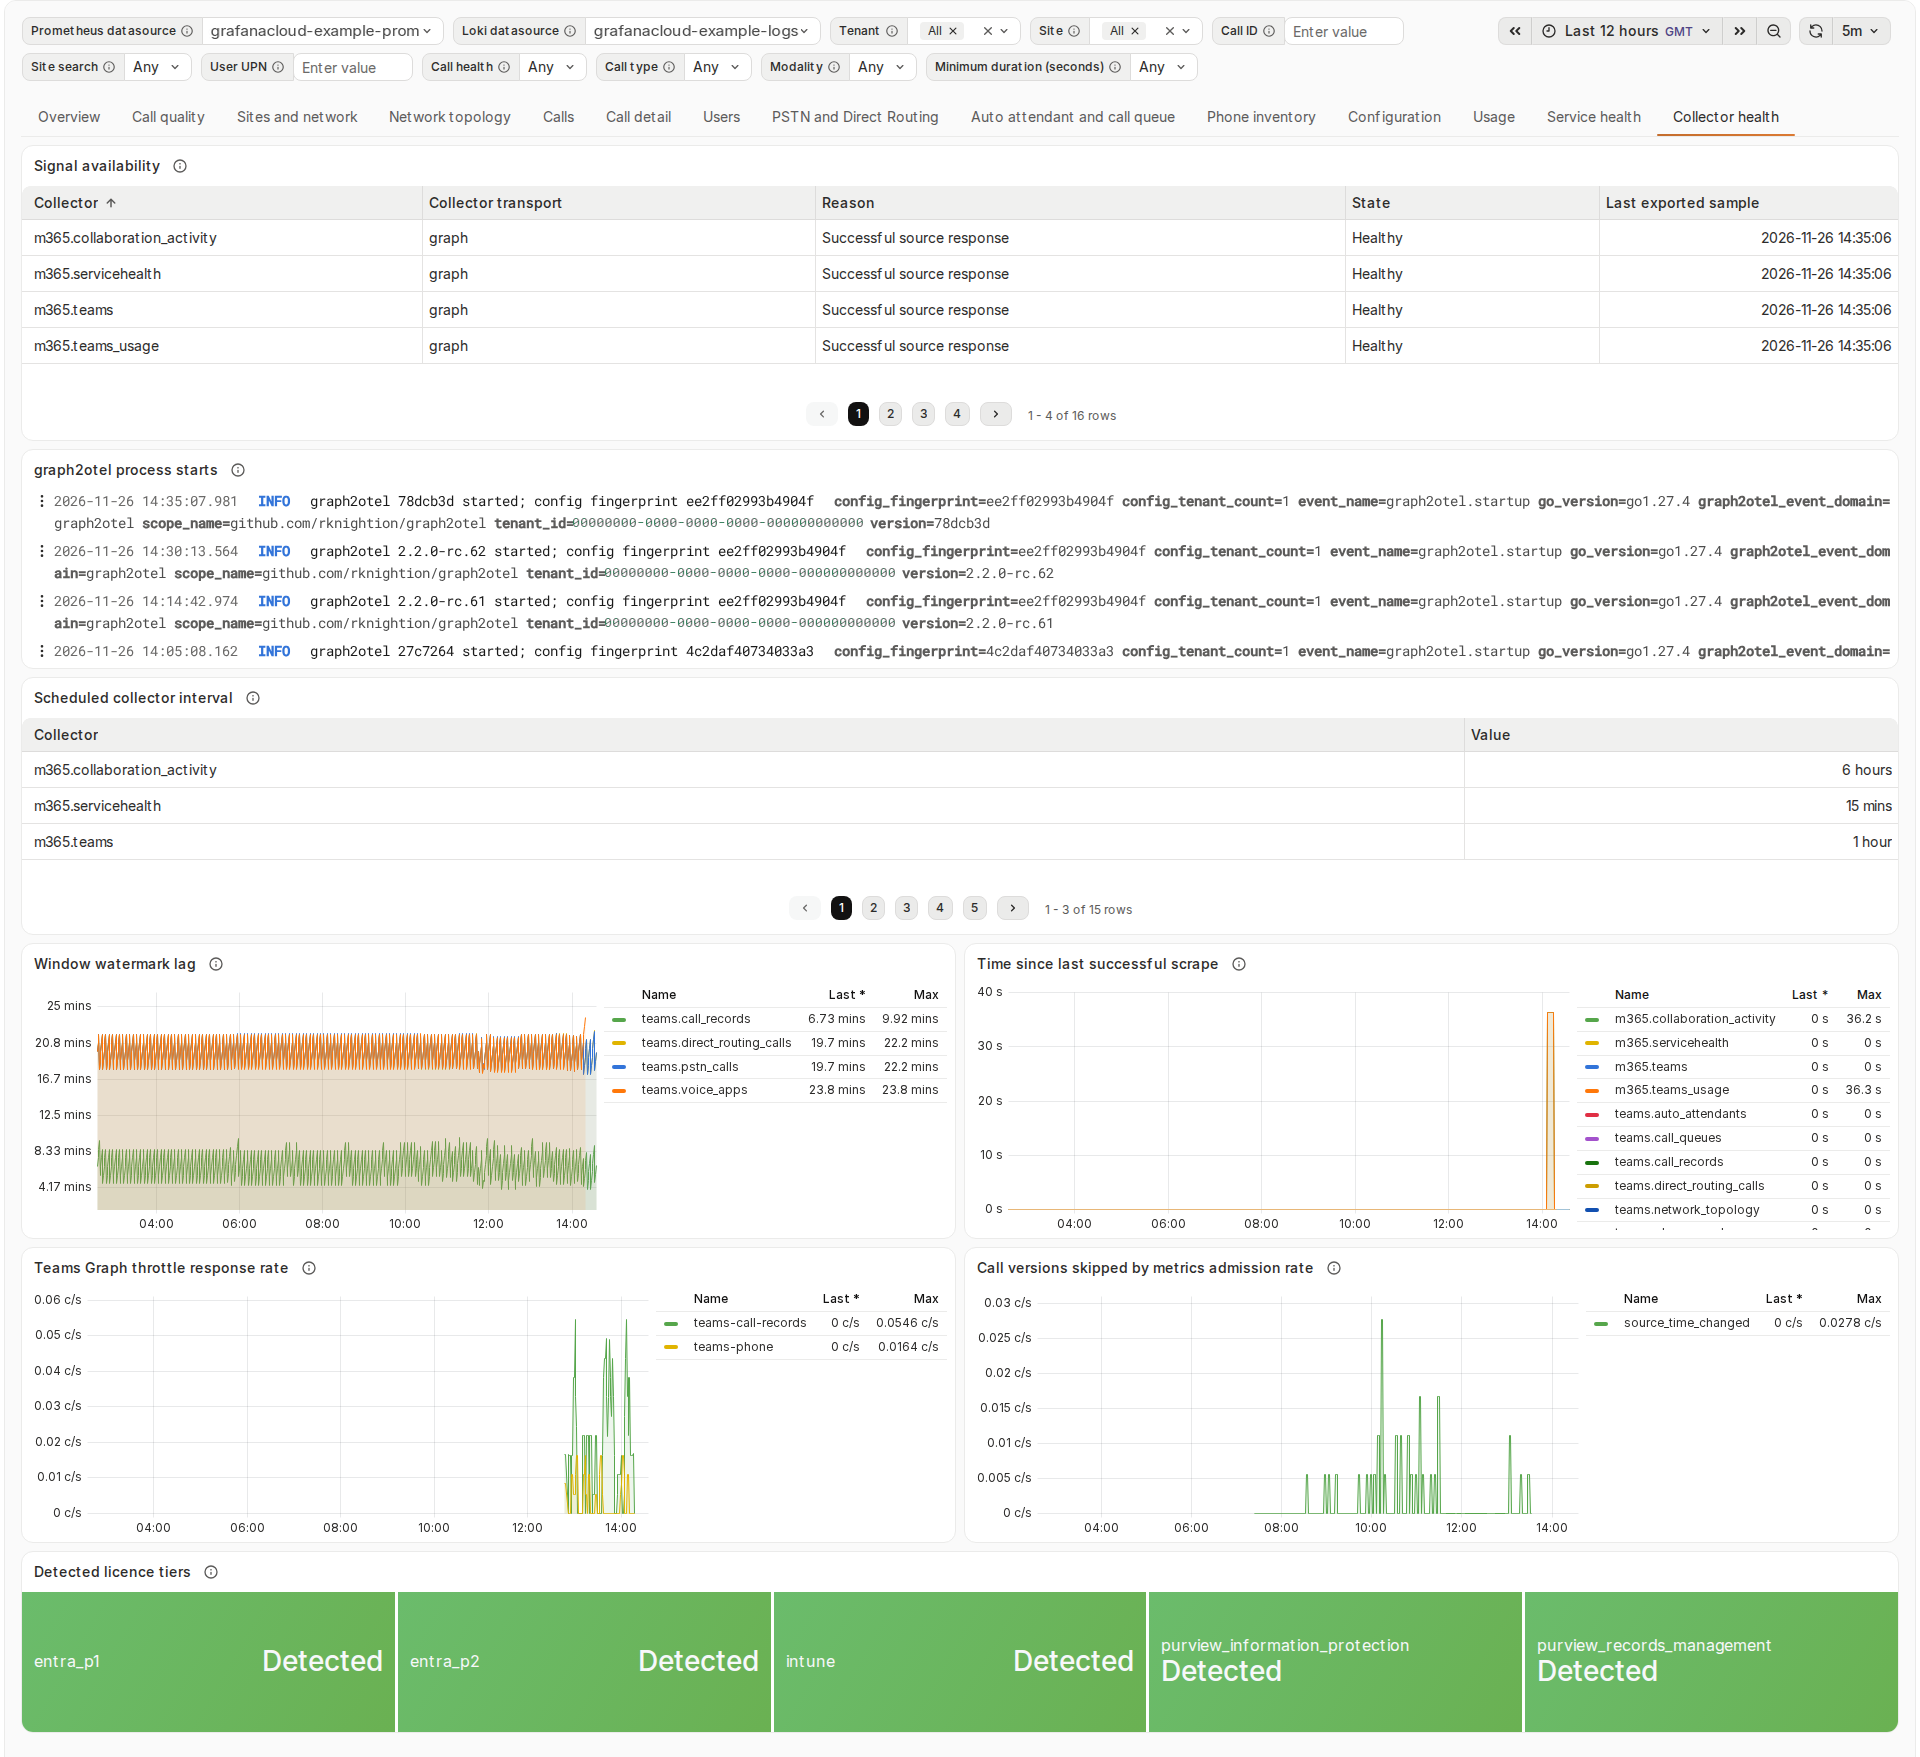 Prometheus datasource grafanacloud-example-prom Loki datasource grafanacloud-example-logs Tenant All Site All Call ID Enter value Last 12 hours GMT 5m
Site search Any User UPN Enter value Call health Any Call type Any Modality Any Minimum duration (seconds) Any
Overview Call quality Sites and network Network topology Calls Call detail Users PSTN and Direct Routing Auto attendant and call queue Phone inventory Configuration Usage Service health Collector health
Signal availability
Collector Collector transport Reason State Last exported sample
m365.collaboration_activity graph Successful source response Healthy 2026-11-26 14:35:06
m365.servicehealth graph Successful source response Healthy 2026-11-26 14:35:06
m365.teams graph Successful source response Healthy 2026-11-26 14:35:06
m365.teams_usage graph Successful source response Healthy 2026-11-26 14:35:06
1 2 3 4 1 - 4 of 16 rows
graph2otel process starts
2026-11-26 14:35:07.981 INFO graph2otel 78dcb3d started; config fingerprint ee2ff02993b4904f config_fingerprint=ee2ff02993b4904f config_tenant_count=1 event_name=graph2otel.startup go_version=go1.27.4 graph2otel_event_domain=
graph2otel scope_name=github.com/rknightion/graph2otel tenant_id=00000000-0000-0000-0000-000000000000 version=78dcb3d
2026-11-26 14:30:13.564 INFO graph2otel 2.2.0-rc.62 started; config fingerprint ee2ff02993b4904f config_fingerprint=ee2ff02993b4904f config_tenant_count=1 event_name=graph2otel.startup go_version=go1.27.4 graph2otel_event_dom
ain=graph2otel scope_name=github.com/rknightion/graph2otel tenant_id=00000000-0000-0000-0000-000000000000 version=2.2.0-rc.62
2026-11-26 14:14:42.974 INFO graph2otel 2.2.0-rc.61 started; config fingerprint ee2ff02993b4904f config_fingerprint=ee2ff02993b4904f config_tenant_count=1 event_name=graph2otel.startup go_version=go1.27.4 graph2otel_event_dom
ain=graph2otel scope_name=github.com/rknightion/graph2otel tenant_id=00000000-0000-0000-0000-000000000000 version=2.2.0-rc.61
2026-11-26 14:05:08.162 INFO graph2otel 27c7264 started; config fingerprint 4c2daf40734033a3 config_fingerprint=4c2daf40734033a3 config_tenant_count=1 event_name=graph2otel.startup go_version=go1.27.4 graph2otel_event_domain=
Scheduled collector interval
Collector Value
m365.collaboration_activity 6 hours
m365.servicehealth 15 mins
m365.teams 1 hour
1 2 3 4 5 1 - 3 of 15 rows
Window watermark lag
25 mins
20.8 mins
16.7 mins
12.5 mins
8.33 mins
4.17 mins
04:00 06:00 08:00 10:00 12:00 14:00
Name Last * Max
teams.call_records 6.73 mins 9.92 mins
teams.direct_routing_calls 19.7 mins 22.2 mins
teams.pstn_calls 19.7 mins 22.2 mins
teams.voice_apps 23.8 mins 23.8 mins
Time since last successful scrape
40 s
30 s
20 s
10 s
0 s
04:00 06:00 08:00 10:00 12:00 14:00
Name Last * Max
m365.collaboration_activity 0 s 36.2 s
m365.servicehealth 0 s 0 s
m365.teams 0 s 0 s
m365.teams_usage 0 s 36.3 s
teams.auto_attendants 0 s 0 s
teams.call_queues 0 s 0 s
teams.call_records 0 s 0 s
teams.direct_routing_calls 0 s 0 s
teams.network_topology 0 s 0 s
Teams Graph throttle response rate
0.06 c/s
0.05 c/s
0.04 c/s
0.03 c/s
0.02 c/s
0.01 c/s
0 c/s
04:00 06:00 08:00 10:00 12:00 14:00
Name Last * Max
teams-call-records 0 c/s 0.0546 c/s
teams-phone 0 c/s 0.0164 c/s
Call versions skipped by metrics admission rate
0.03 c/s
0.025 c/s
0.02 c/s
0.015 c/s
0.01 c/s
0.005 c/s
0 c/s
04:00 06:00 08:00 10:00 12:00 14:00
Name Last * Max
source_time_changed 0 c/s 0.0278 c/s
Detected licence tiers
entra_p1 Detected
entra_p2 Detected
intune Detected
purview_information_protection
Detected
purview_records_management
Detected